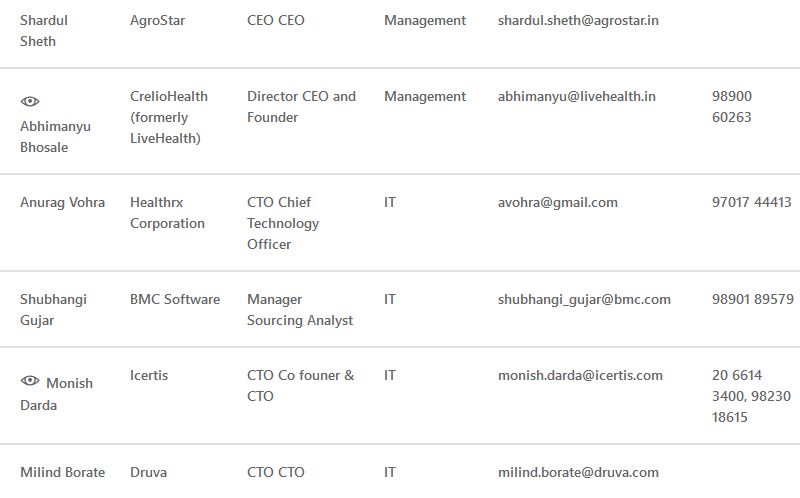 Shardul AgroStar CEO CEO Management shardul.sheth@agrostar.in
Sheth
CrelioHealth Director CEO and Management abhimanyu@livehealth.in 98900
Abhimanyu (formerly Founder 60263
Bhosale LiveHealth)
Anurag Vohra Healthrx CTO Chief IT avohra@gmail.com 97017 44413
Corporation Technology
Officer
Shubhangi BMC Software Manager IT shubhangi_gujar@bmc.com 98901 89579
Gujar Sourcing Analyst
Monish Icertis CTO Co founer & IT monish.darda@icertis.com 20 6614
Darda CTO 3400, 98230
18615
Milind Borate Druva CTO CTO IT milind.borate@druva.com